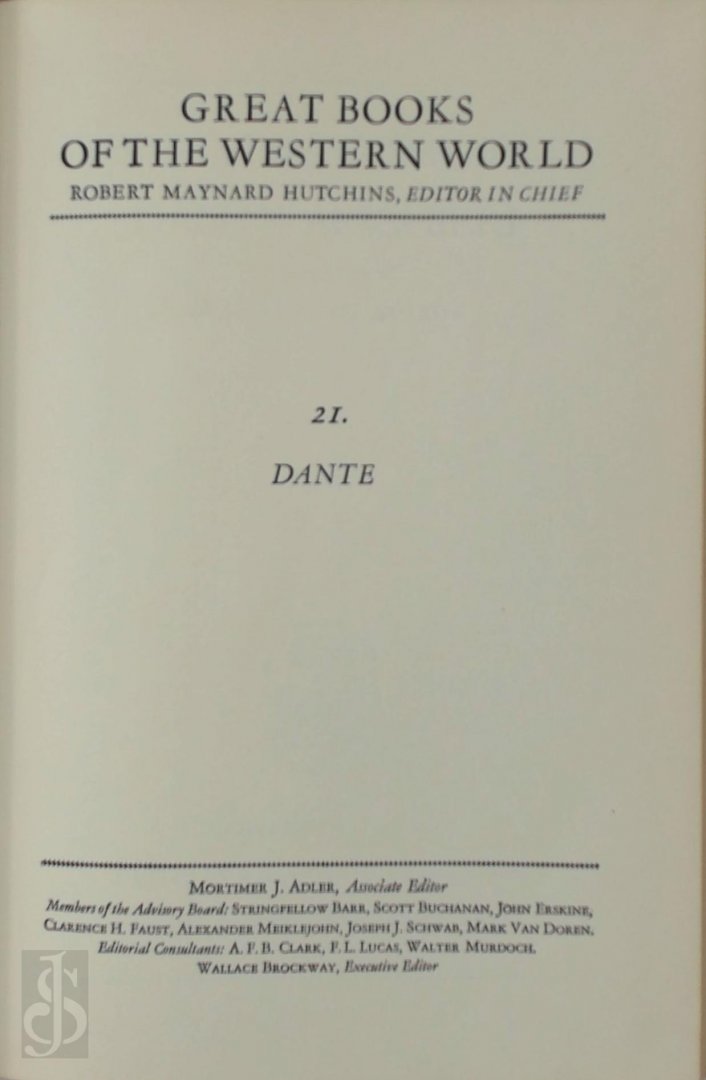 GREAT BOOKS
OF THE WESTERN WORLD
ROBERT MAYNARD HUTCHINS, EDITOR IN CHIEF
21.
DANTE
MORTIMER J. ADLER, Associate Editor
Members of the Advisory Board: STRINGFELLOW BARR, SCOTT BUCHANAN, JOHN ERSKINE,
CLARENCE H. FAUST, ALEXANDER MEIKLEJOHN, JOSEPH J. SCHWAB, MARK VAN DOREN.
Editorial Consultants: A. F. B. CLARK, F. L. LUCAS, WALTER MURDOCH.
WALLACE BROCKWAY, Executive Editor